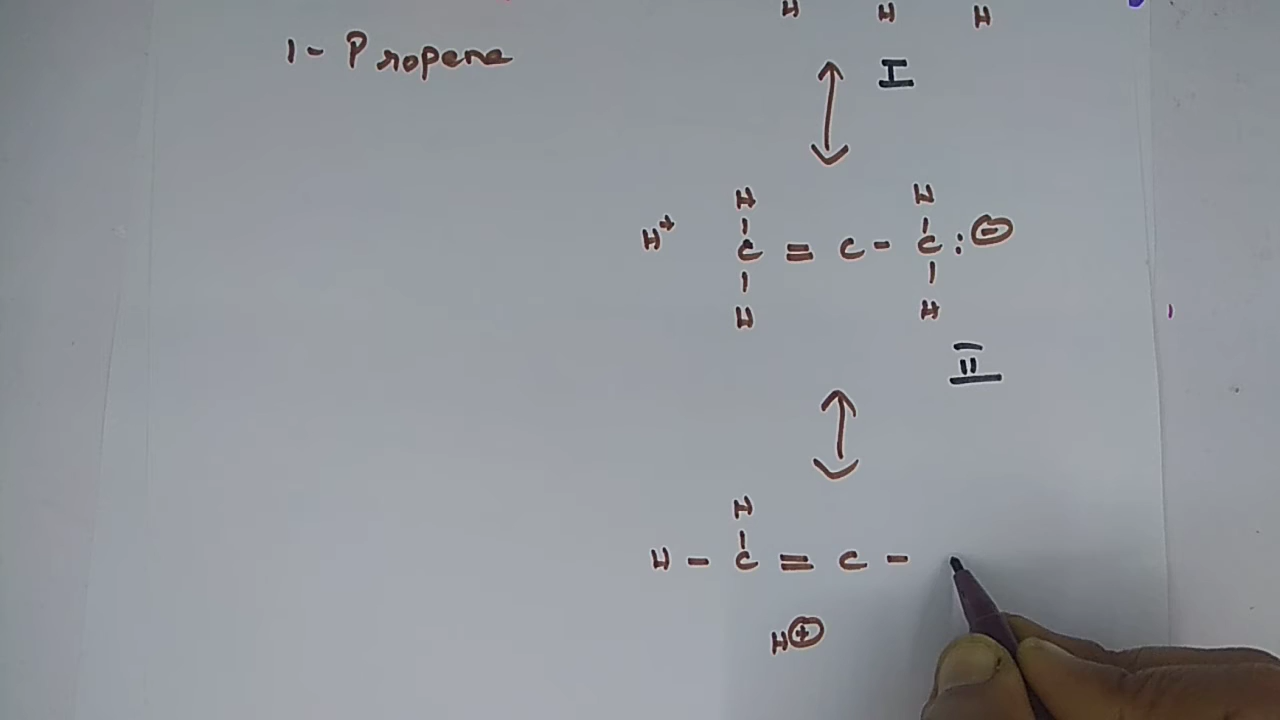 H H H
1- Propene
I
H H
H+ C = C - C : ⊖
H H
II
H
H - C = C -
H⊕